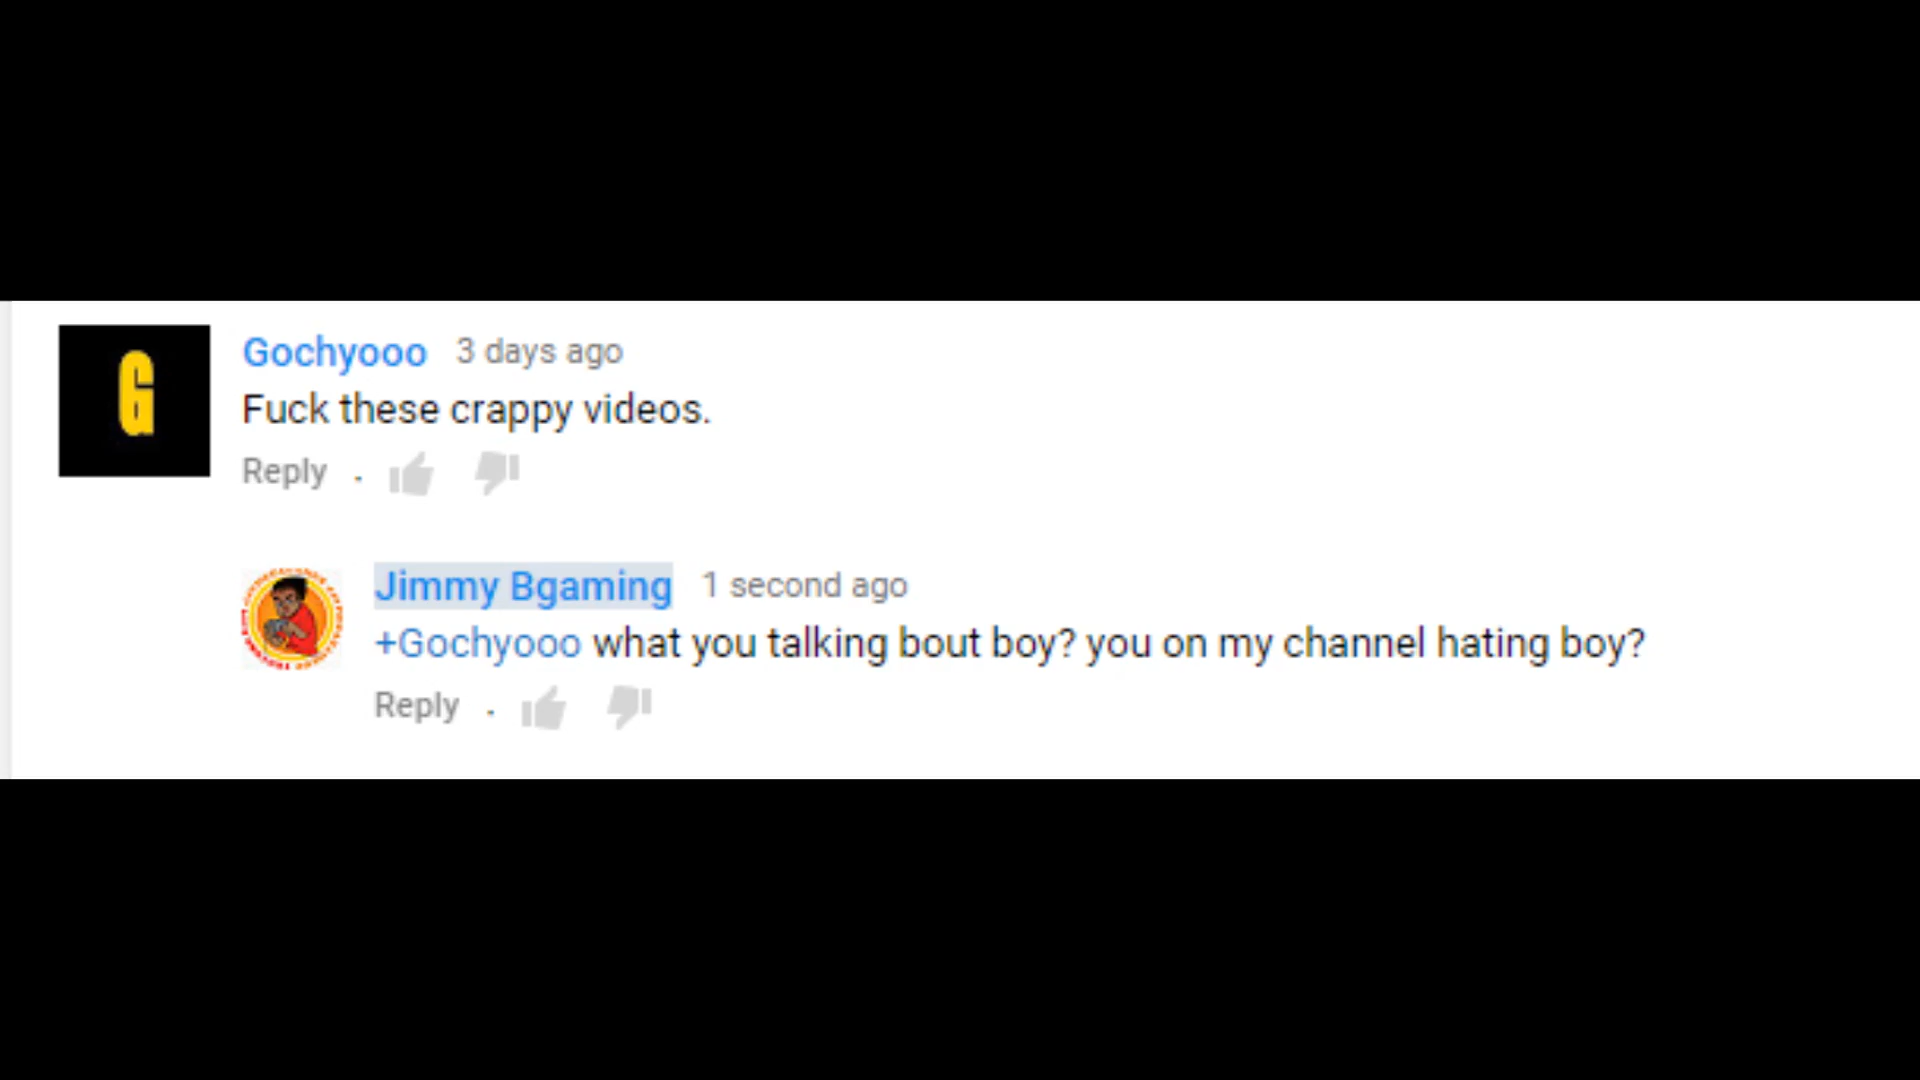 G
Gochyooo 3 days ago
Fuck these crappy videos.
Reply .
Jimmy Bgaming 1 second ago
+Gochyooo what you talking bout boy? you on my channel hating boy?
Reply .